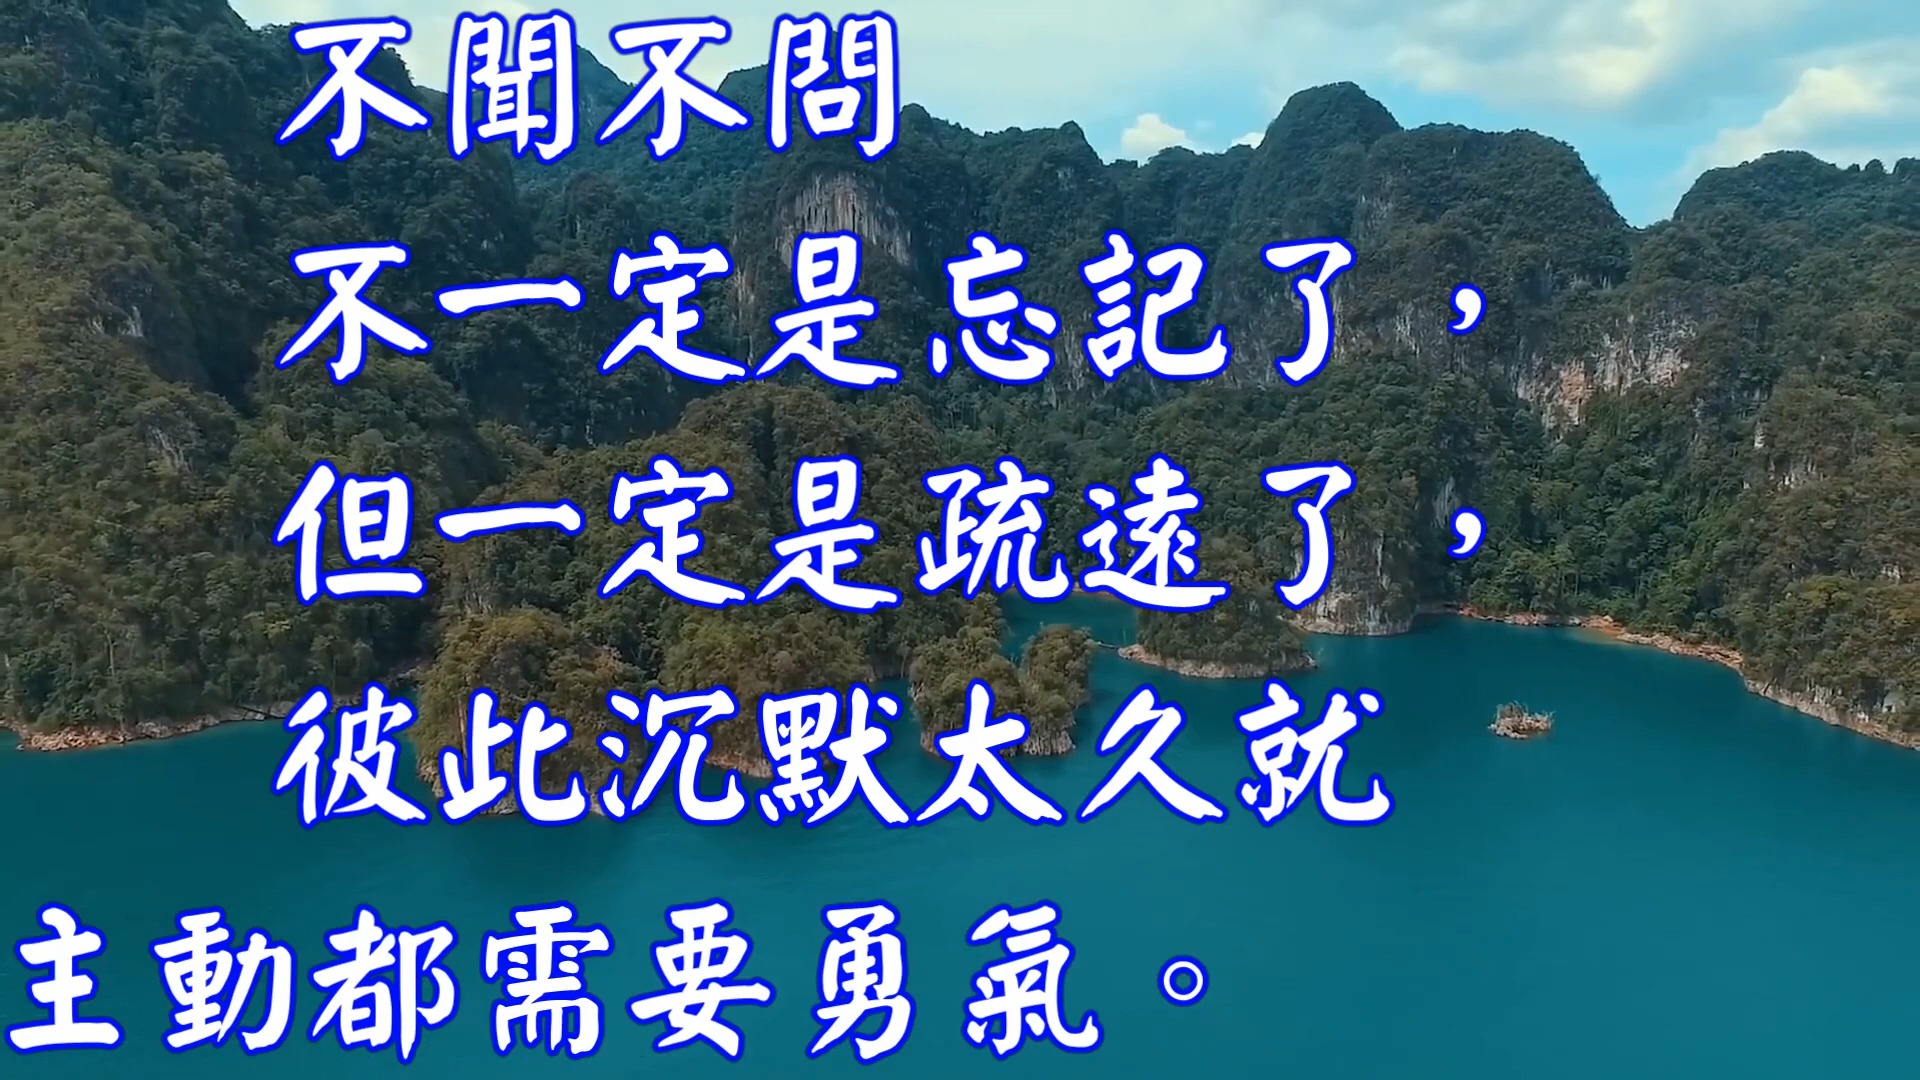 不聞不問
不一定是忘記了，
但一定是疏遠了，
彼此沉默太久就
主動都需要勇氣。